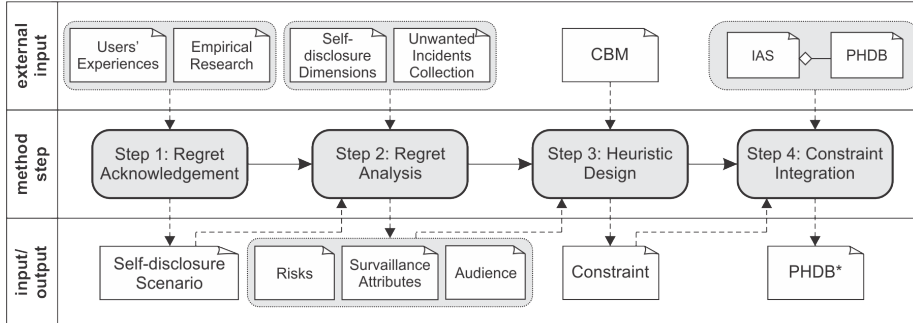 external
input
Users'
Experiences
Empirical
Research
Self-
disclosure
Dimensions
Unwanted
Incidents
Collection
CBM
IAS
PHDB
method
step
Step 1: Regret
Acknowledgement
Step 2: Regret
Analysis
Step 3: Heuristic
Design
Step 4: Constraint
Integration
input/
output
Self-disclosure
Scenario
Risks
Survaillance
Attributes
Audience
Constraint
PHDB*